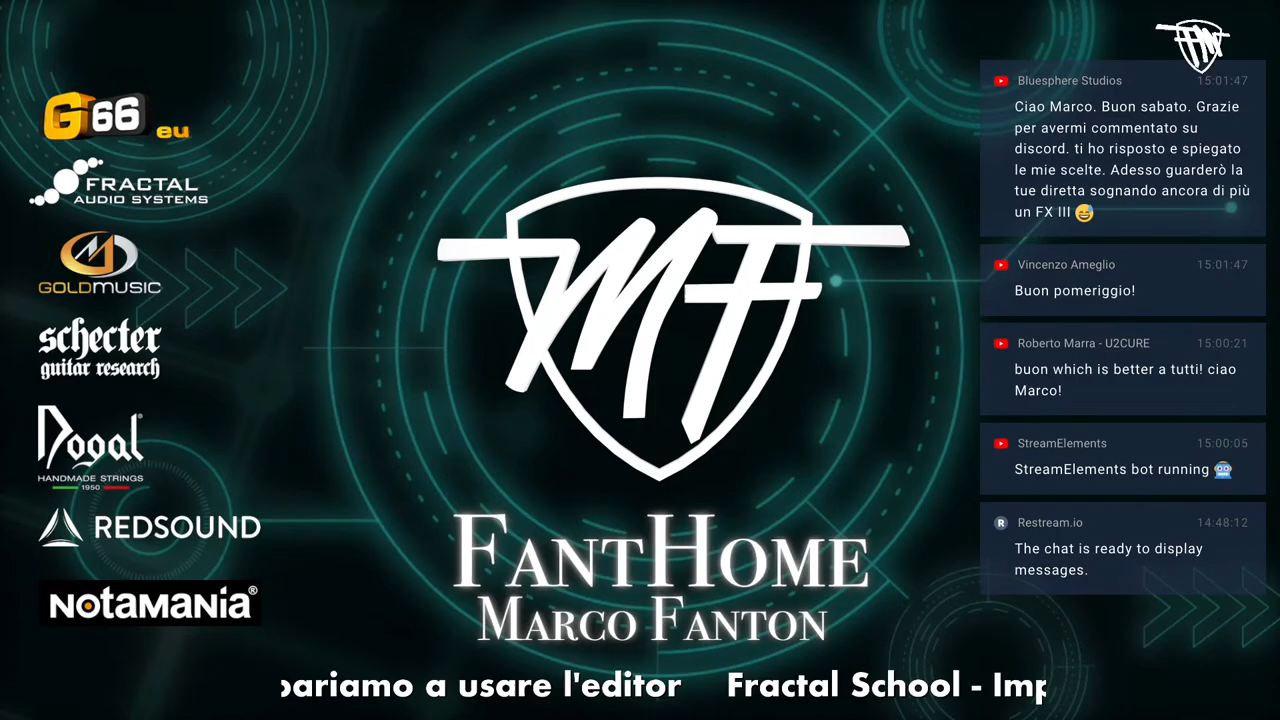 G66 eu
FRACTAL
AUDIO SYSTEMS
GOLDMUSIC
schecter
guitar research
Dogal
HANDMADE STRINGS
1950
REDSOUND
NOTAMANIA®
MF
FANTHOME
MARCO FANTON
pariamo a usare l'editor Fractal School - Imp
Bluesphere Studios 15:01:47
Ciao Marco. Buon sabato. Grazie
per avermi commentato su
discord. ti ho risposto e spiegato
le mie scelte. Adesso guarderò la
tue diretta sognando ancora di più
un FX III 😅
Vincenzo Ameglio 15:01:47
Buon pomeriggio!
Roberto Marra - U2CURE 15:00:21
buon which is better a tutti! ciao
Marco!
StreamElements 15:00:05
StreamElements bot running 🤖
R Restream.io 14:48:12
The chat is ready to display
messages.